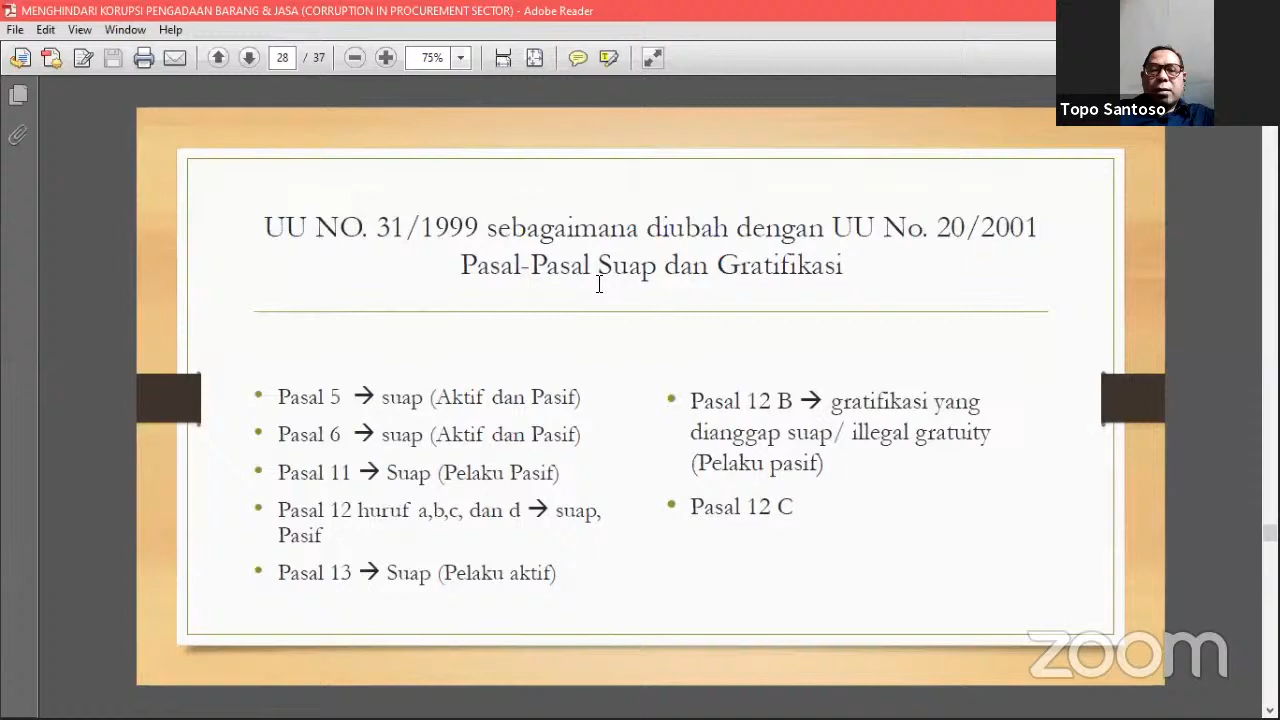 MENGHINDARI KORUPSI PENGADAAN BARANG & JASA (CORRUPTION IN PROCUREMENT SECTOR) - Adobe Reader
File Edit View Window Help
28 / 37 75%
Topo Santoso
UU NO. 31/1999 sebagaimana diubah dengan UU No. 20/2001
Pasal-Pasal Suap dan Gratifikasi
• Pasal 5 → suap (Aktif dan Pasif)
• Pasal 6 → suap (Aktif dan Pasif)
• Pasal 11 → Suap (Pelaku Pasif)
• Pasal 12 huruf a,b,c, dan d → suap,
Pasif
• Pasal 13 → Suap (Pelaku aktif)
• Pasal 12 B → gratifikasi yang
dianggap suap/ illegal gratuity
(Pelaku pasif)
• Pasal 12 C
zoom